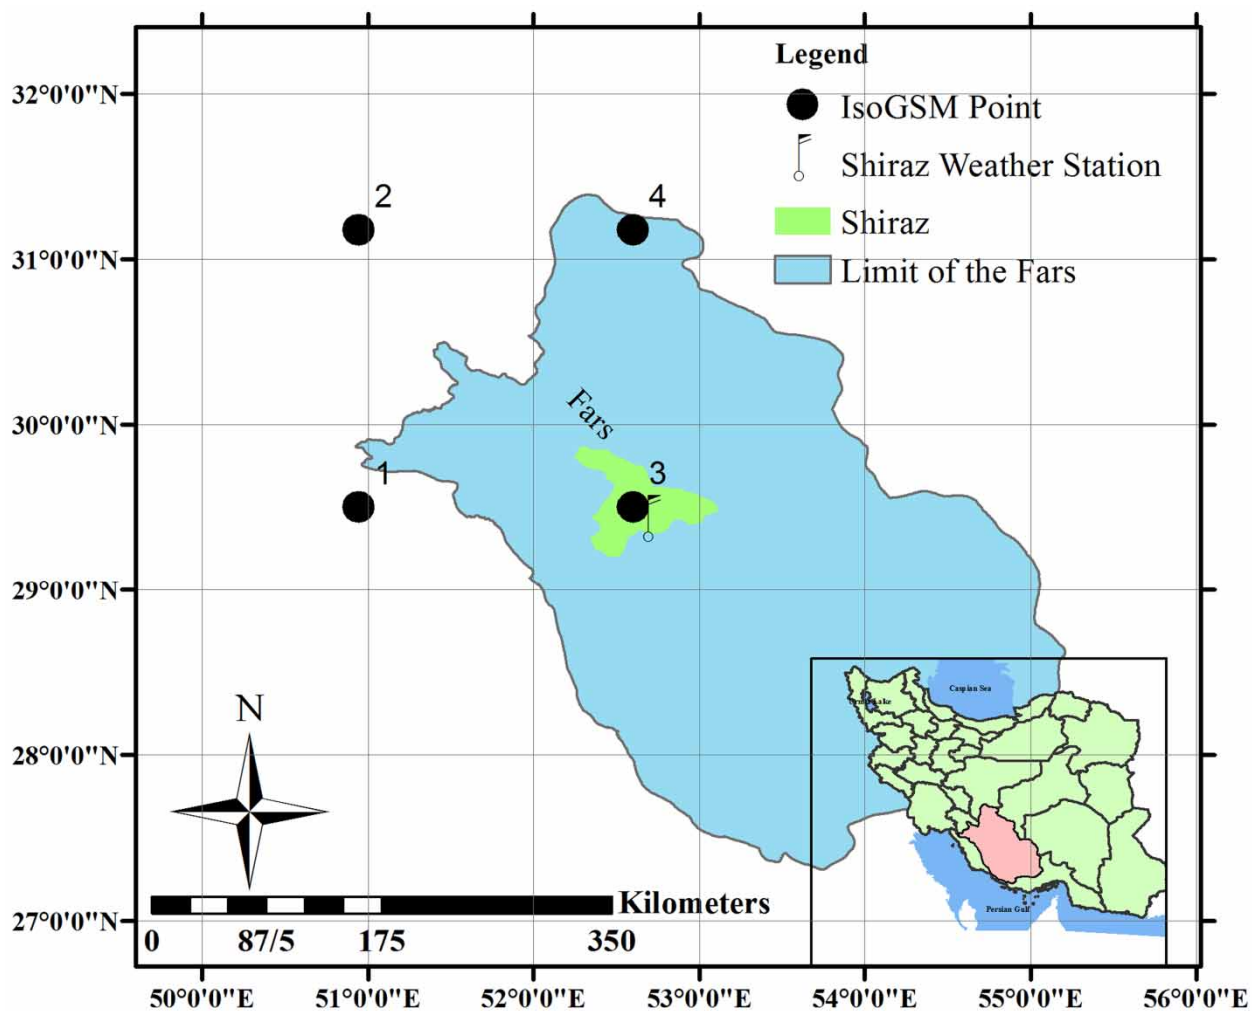 Legend
IsoGSM Point
Shiraz Weather Station
Shiraz
Limit of the Fars
32°0'0"N
31°0'0"N
30°0'0"N
29°0'0"N
28°0'0"N
27°0'0"N
2
4
Fars
1
3
N
Caspian Sea
Lake
Persian Gulf
Kilometers
0 87/5 175 350
50°0'0"E 51°0'0"E 52°0'0"E 53°0'0"E 54°0'0"E 55°0'0"E 56°0'0"E